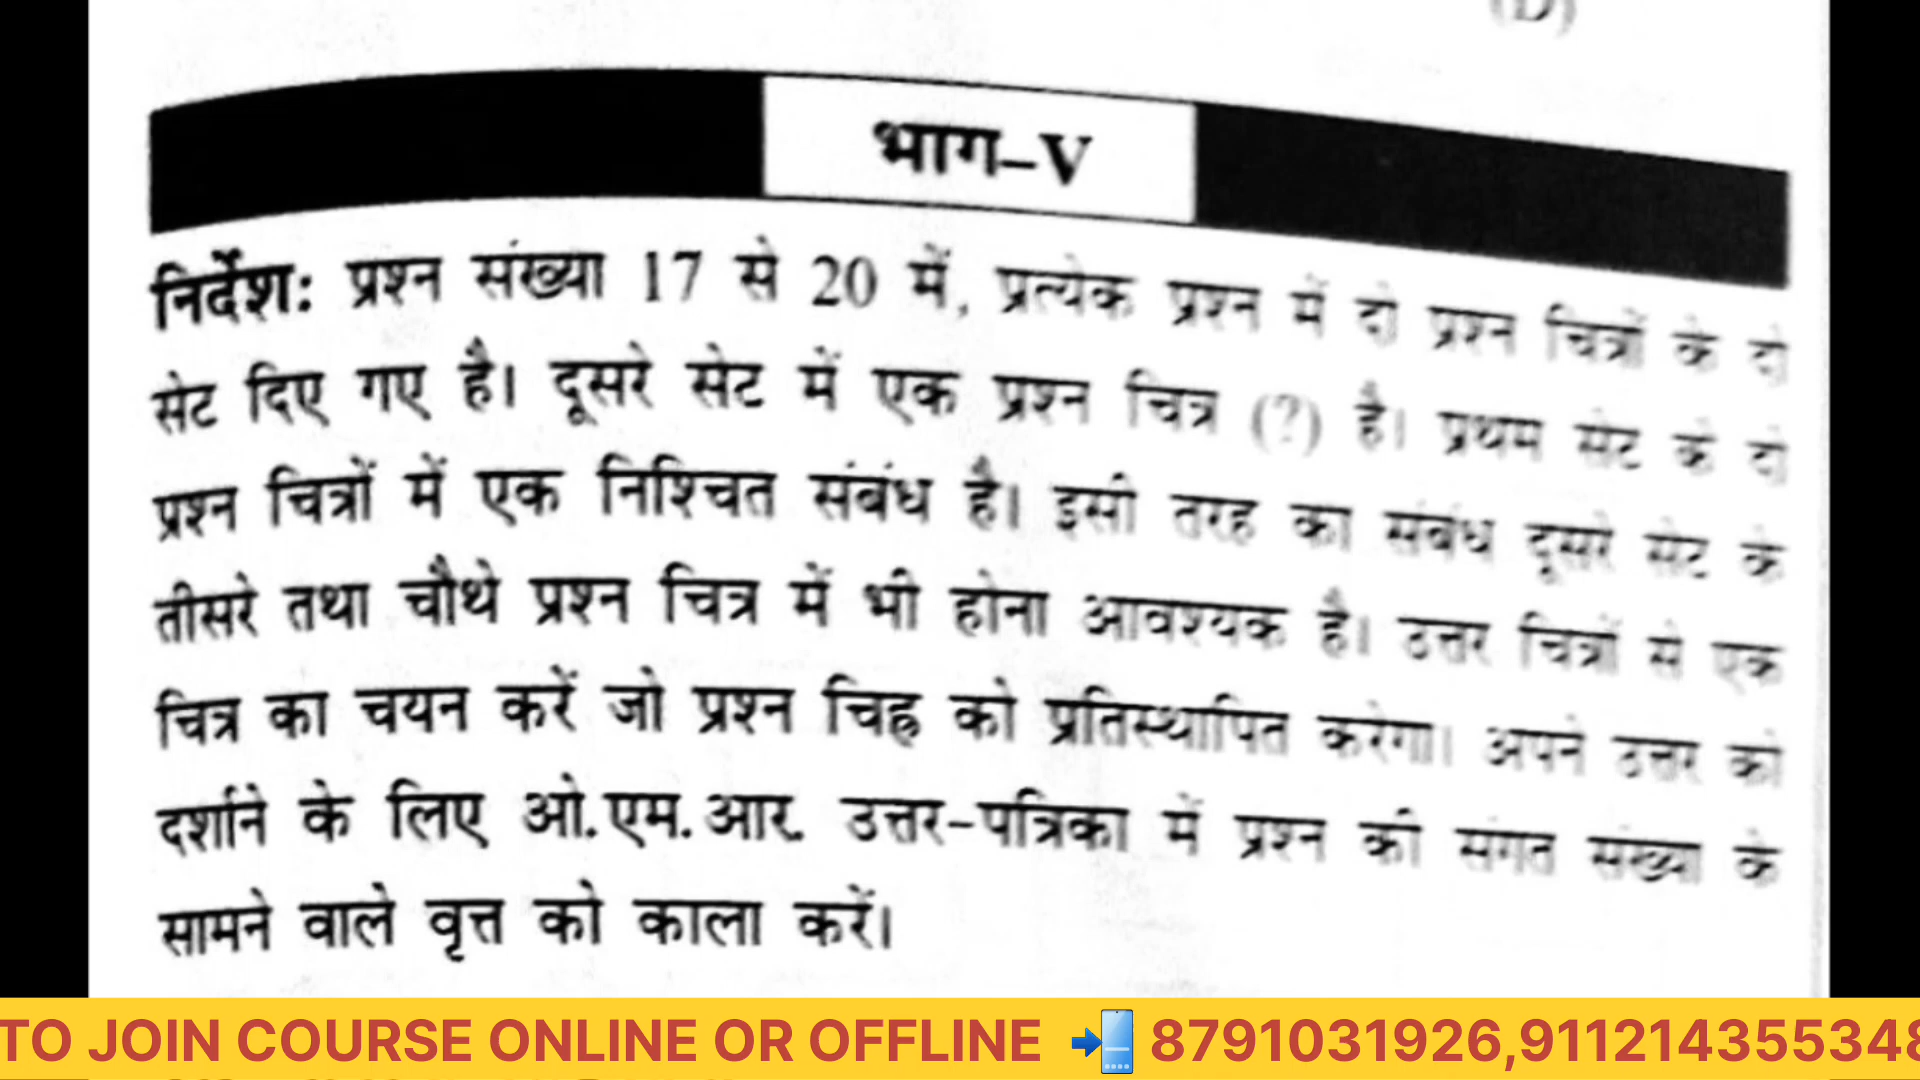 (D)
भाग–V
निर्देश: प्रश्न संख्या 17 से 20 में, प्रत्येक प्रश्न में दो प्रश्न चित्रों के दो
सेट दिए गए है। दूसरे सेट में एक प्रश्न चित्र (?) है। प्रथम सेट के दो
प्रश्न चित्रों में एक निश्चित संबंध है। इसी तरह का संबंध दूसरे सेट के
तीसरे तथा चौथे प्रश्न चित्र में भी होना आवश्यक है। उत्तर चित्रों से एक
चित्र का चयन करें जो प्रश्न चिह्न को प्रतिस्थापित करेगा। अपने उत्तर को
दर्शाने के लिए ओ.एम.आर. उत्तर-पत्रिका में प्रश्न की संगत संख्या के
सामने वाले वृत्त को काला करें।
TO JOIN COURSE ONLINE OR OFFLINE 📲 8791031926,911214355348